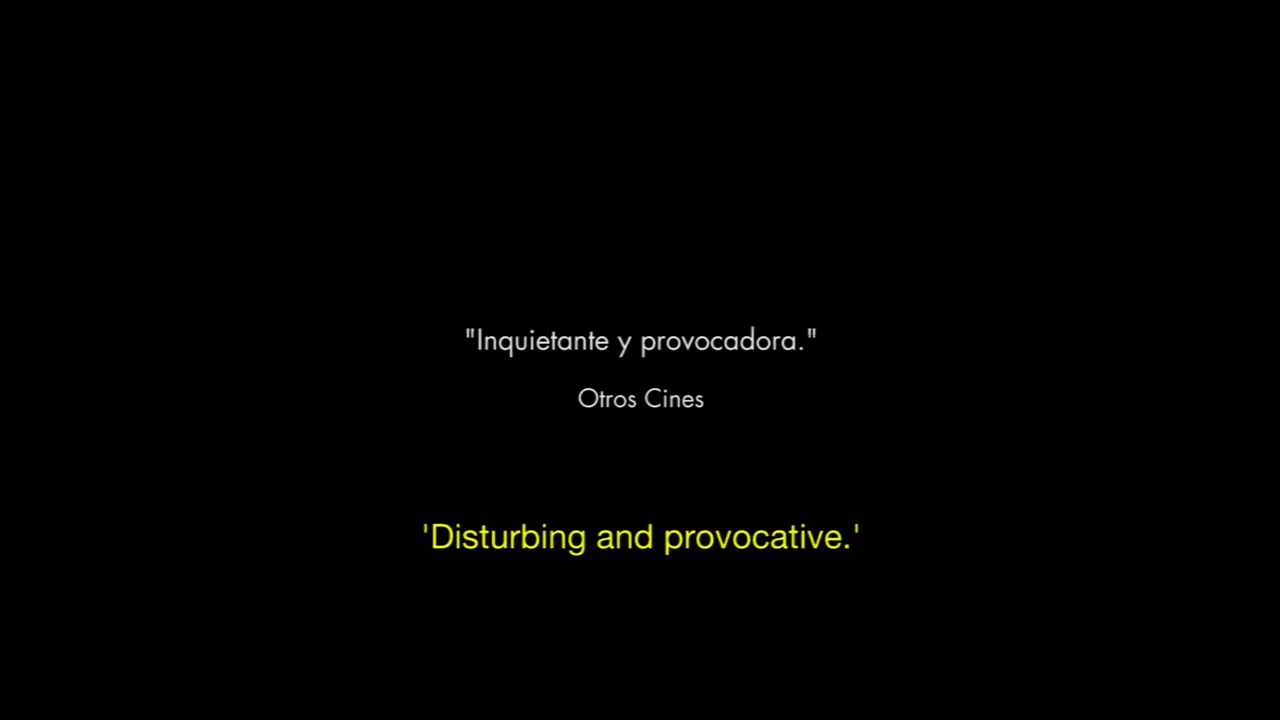 "Inquietante y provocadora."
Otros Cines
'Disturbing and provocative.'